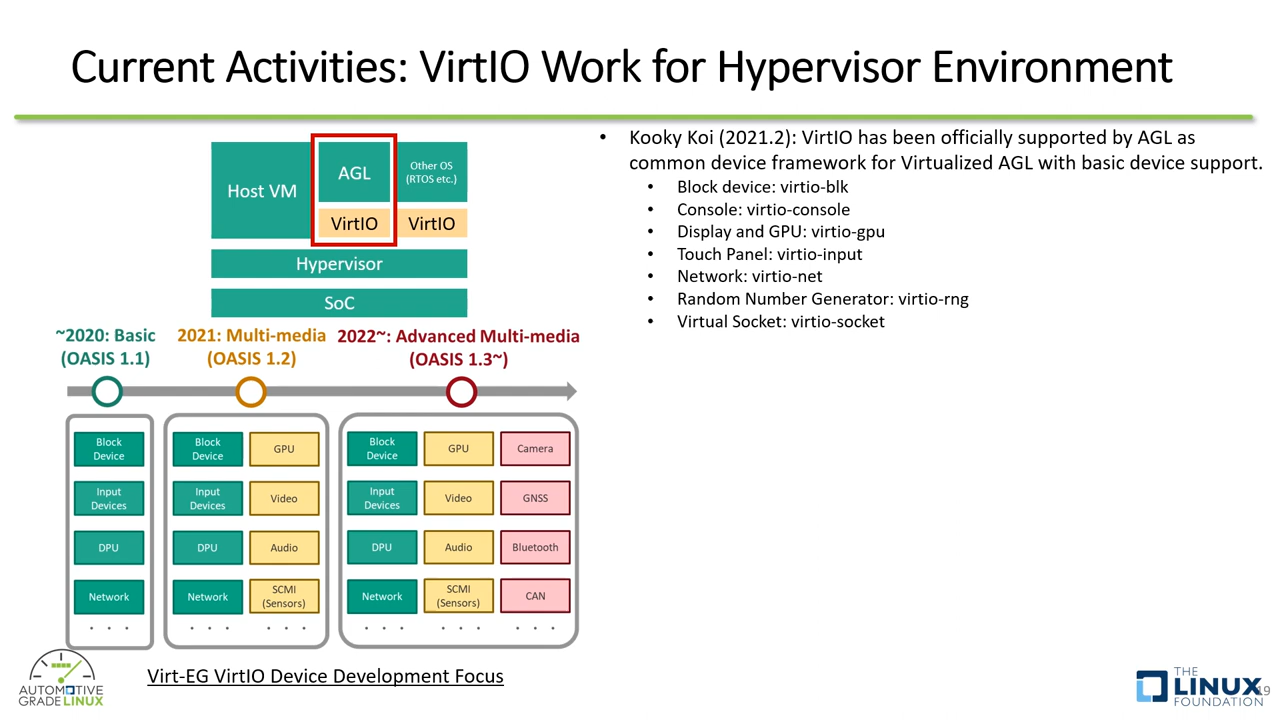 Current Activities: VirtIO Work for Hypervisor Environment
Host VM
AGL
Other OS
(RTOS etc.)
VirtIO
VirtIO
Hypervisor
SoC
• Kooky Koi (2021.2): VirtIO has been officially supported by AGL as
common device framework for Virtualized AGL with basic device support.
• Block device: virtio-blk
• Console: virtio-console
• Display and GPU: virtio-gpu
• Touch Panel: virtio-input
• Network: virtio-net
• Random Number Generator: virtio-rng
• Virtual Socket: virtio-socket
~2020: Basic
(OASIS 1.1)
2021: Multi-media
(OASIS 1.2)
2022~: Advanced Multi-media
(OASIS 1.3~)
Block
Device
Input
Devices
DPU
Network
. . .
Block
Device
GPU
Input
Devices
Video
DPU
Audio
Network
SCMI
(Sensors)
. . .
. . .
Block
Device
GPU
Camera
Input
Devices
Video
GNSS
DPU
Audio
Bluetooth
Network
SCMI
(Sensors)
CAN
. . .
. . .
. . .
Virt-EG VirtIO Device Development Focus
AUTOMOTIVE
GRADE LINUX
THE
LINUX
FOUNDATION
19